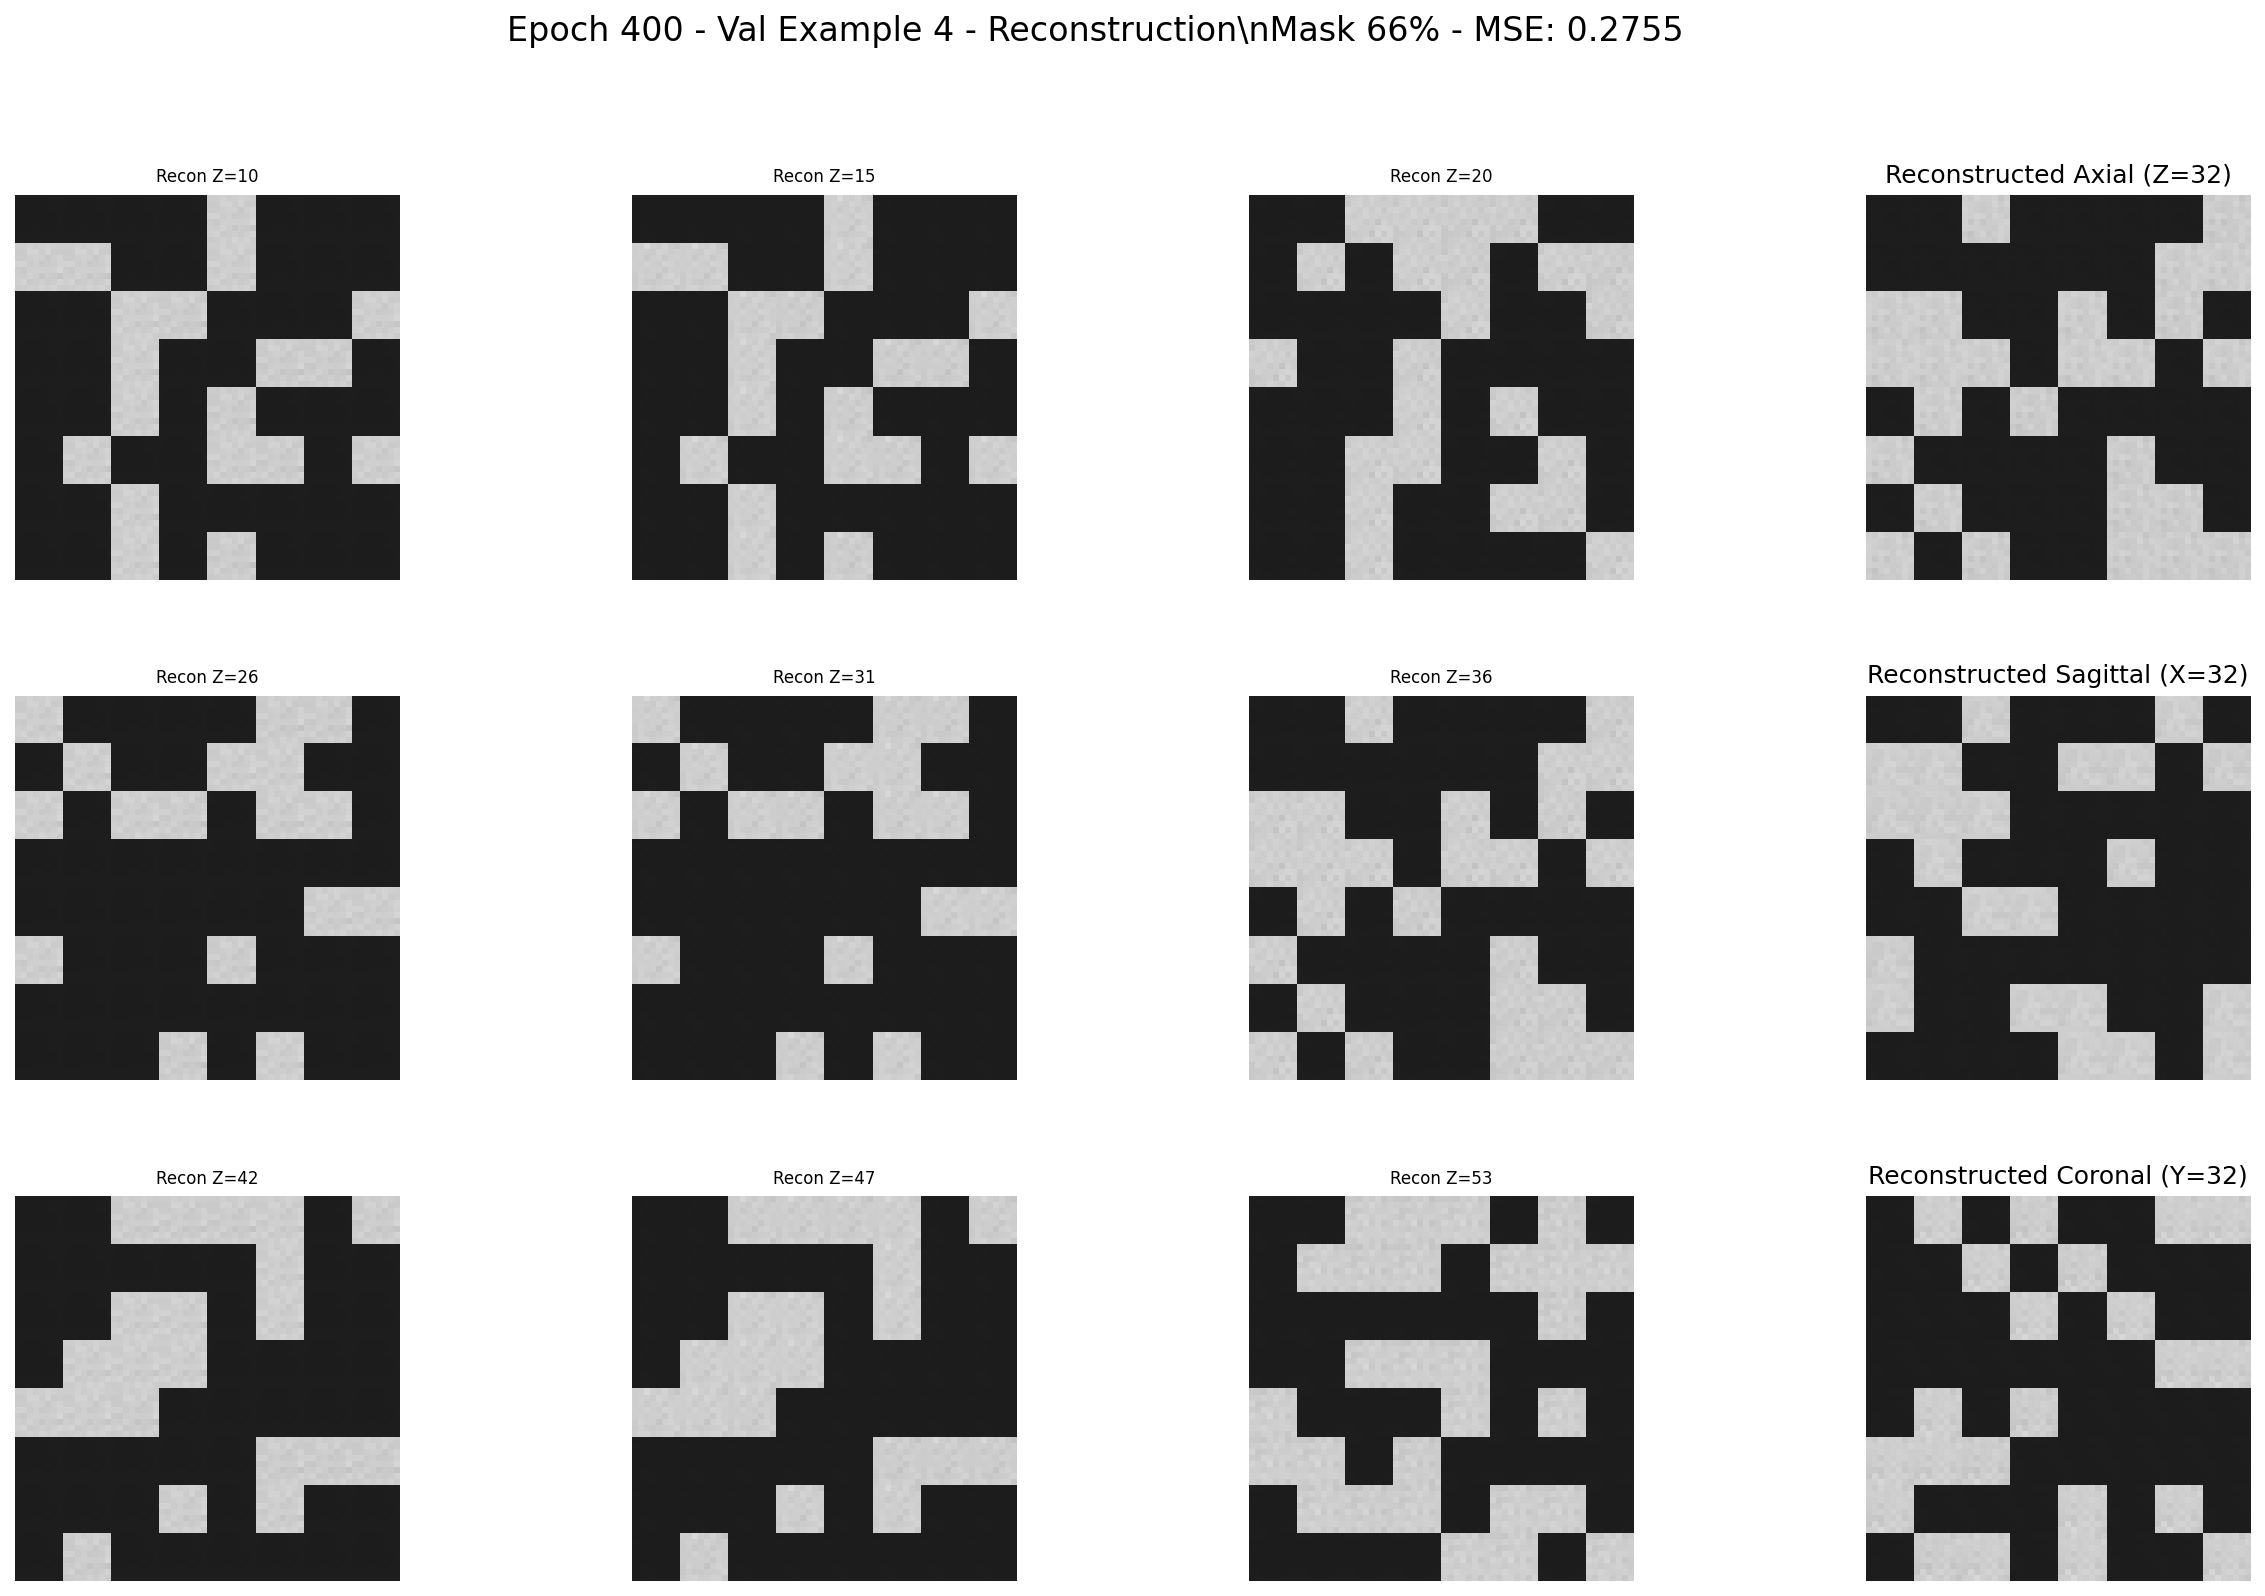 Epoch 400 - Val Example 4 - Reconstruction\nMask 66% - MSE: 0.2755
Recon Z=10
Recon Z=15
Recon Z=20
Reconstructed Axial (Z=32)
Recon Z=26
Recon Z=31
Recon Z=36
Reconstructed Sagittal (X=32)
Recon Z=42
Recon Z=47
Recon Z=53
Reconstructed Coronal (Y=32)